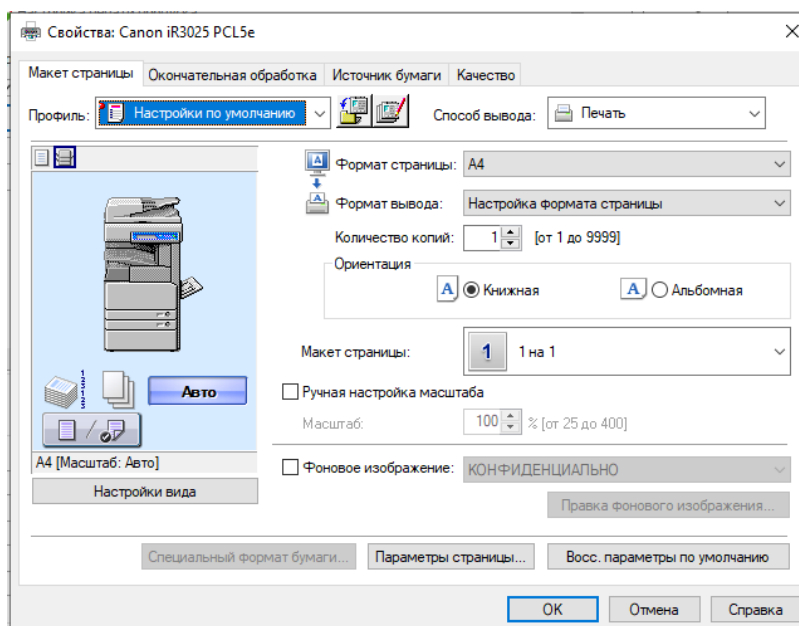 Свойства: Canon iR3025 PCL5e
Макет страницы Окончательная обработка Источник бумаги Качество
Профиль: Настройки по умолчанию Способ вывода: Печать
Формат страницы: A4
Формат вывода: Настройка формата страницы
Количество копий: 1 [от 1 до 9999]
Ориентация
A Книжная A Альбомная
Макет страницы: 1 1 на 1
Авто
Ручная настройка масштаба
Масштаб: 100 % [от 25 до 400]
A4 [Масштаб: Авто]
Фоновое изображение: КОНФИДЕНЦИАЛЬНО
Настройки вида
Правка фонового изображения...
Специальный формат бумаги... Параметры страницы... Восс. параметры по умолчанию
OK Отмена Справка